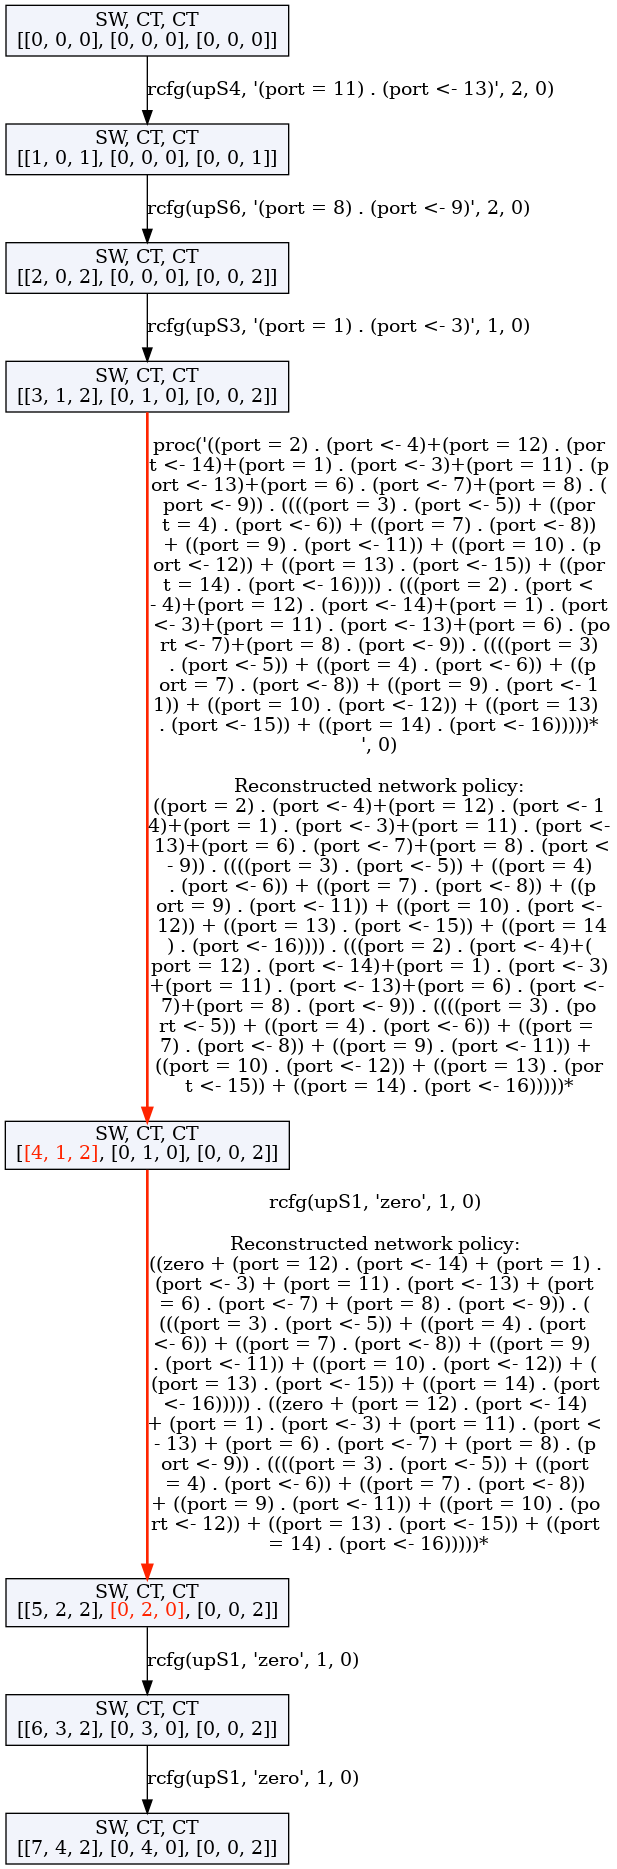 SW, CT, CT
[[0, 0, 0], [0, 0, 0], [0, 0, 0]]
rcfg(upS4, '(port = 11) . (port <- 13)', 2, 0)
SW, CT, CT
[[1, 0, 1], [0, 0, 0], [0, 0, 1]]
rcfg(upS6, '(port = 8) . (port <- 9)', 2, 0)
SW, CT, CT
[[2, 0, 2], [0, 0, 0], [0, 0, 2]]
rcfg(upS3, '(port = 1) . (port <- 3)', 1, 0)
SW, CT, CT
[[3, 1, 2], [0, 1, 0], [0, 0, 2]]
proc('((port = 2) . (port <- 4)+(port = 12) . (por
t <- 14)+(port = 1) . (port <- 3)+(port = 11) . (p
ort <- 13)+(port = 6) . (port <- 7)+(port = 8) . (
port <- 9)) . ((((port = 3) . (port <- 5)) + ((por
t = 4) . (port <- 6)) + ((port = 7) . (port <- 8))
+ ((port = 9) . (port <- 11)) + ((port = 10) . (p
ort <- 12)) + ((port = 13) . (port <- 15)) + ((por
t = 14) . (port <- 16)))) . (((port = 2) . (port <
- 4)+(port = 12) . (port <- 14)+(port = 1) . (port
<- 3)+(port = 11) . (port <- 13)+(port = 6) . (po
rt <- 7)+(port = 8) . (port <- 9)) . ((((port = 3)
. (port <- 5)) + ((port = 4) . (port <- 6)) + ((p
ort = 7) . (port <- 8)) + ((port = 9) . (port <- 1
1)) + ((port = 10) . (port <- 12)) + ((port = 13)
. (port <- 15)) + ((port = 14) . (port <- 16)))))*
', 0)
Reconstructed network policy:
((port = 2) . (port <- 4)+(port = 12) . (port <- 1
4)+(port = 1) . (port <- 3)+(port = 11) . (port <-
13)+(port = 6) . (port <- 7)+(port = 8) . (port <
- 9)) . ((((port = 3) . (port <- 5)) + ((port = 4)
. (port <- 6)) + ((port = 7) . (port <- 8)) + ((p
ort = 9) . (port <- 11)) + ((port = 10) . (port <-
12)) + ((port = 13) . (port <- 15)) + ((port = 14
) . (port <- 16)))) . (((port = 2) . (port <- 4)+(
port = 12) . (port <- 14)+(port = 1) . (port <- 3)
+(port = 11) . (port <- 13)+(port = 6) . (port <-
7)+(port = 8) . (port <- 9)) . ((((port = 3) . (po
rt <- 5)) + ((port = 4) . (port <- 6)) + ((port =
7) . (port <- 8)) + ((port = 9) . (port <- 11)) +
((port = 10) . (port <- 12)) + ((port = 13) . (por
t <- 15)) + ((port = 14) . (port <- 16)))))*
SW, CT, CT
[[4, 1, 2], [0, 1, 0], [0, 0, 2]]
rcfg(upS1, 'zero', 1, 0)
Reconstructed network policy:
((zero + (port = 12) . (port <- 14) + (port = 1) .
(port <- 3) + (port = 11) . (port <- 13) + (port
= 6) . (port <- 7) + (port = 8) . (port <- 9)) . (
(((port = 3) . (port <- 5)) + ((port = 4) . (port
<- 6)) + ((port = 7) . (port <- 8)) + ((port = 9)
. (port <- 11)) + ((port = 10) . (port <- 12)) + (
(port = 13) . (port <- 15)) + ((port = 14) . (port
<- 16))))) . ((zero + (port = 12) . (port <- 14)
+ (port = 1) . (port <- 3) + (port = 11) . (port <
- 13) + (port = 6) . (port <- 7) + (port = 8) . (p
ort <- 9)) . ((((port = 3) . (port <- 5)) + ((port
= 4) . (port <- 6)) + ((port = 7) . (port <- 8))
+ ((port = 9) . (port <- 11)) + ((port = 10) . (po
rt <- 12)) + ((port = 13) . (port <- 15)) + ((port
= 14) . (port <- 16)))))*
SW, CT, CT
[[5, 2, 2], [0, 2, 0], [0, 0, 2]]
rcfg(upS1, 'zero', 1, 0)
SW, CT, CT
[[6, 3, 2], [0, 3, 0], [0, 0, 2]]
rcfg(upS1, 'zero', 1, 0)
SW, CT, CT
[[7, 4, 2], [0, 4, 0], [0, 0, 2]]